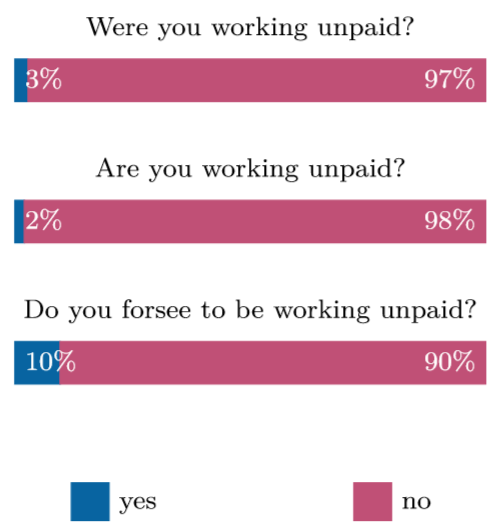 Were you working unpaid?
3% 97%
Are you working unpaid?
2% 98%
Do you forsee to be working unpaid?
10% 90%
yes no